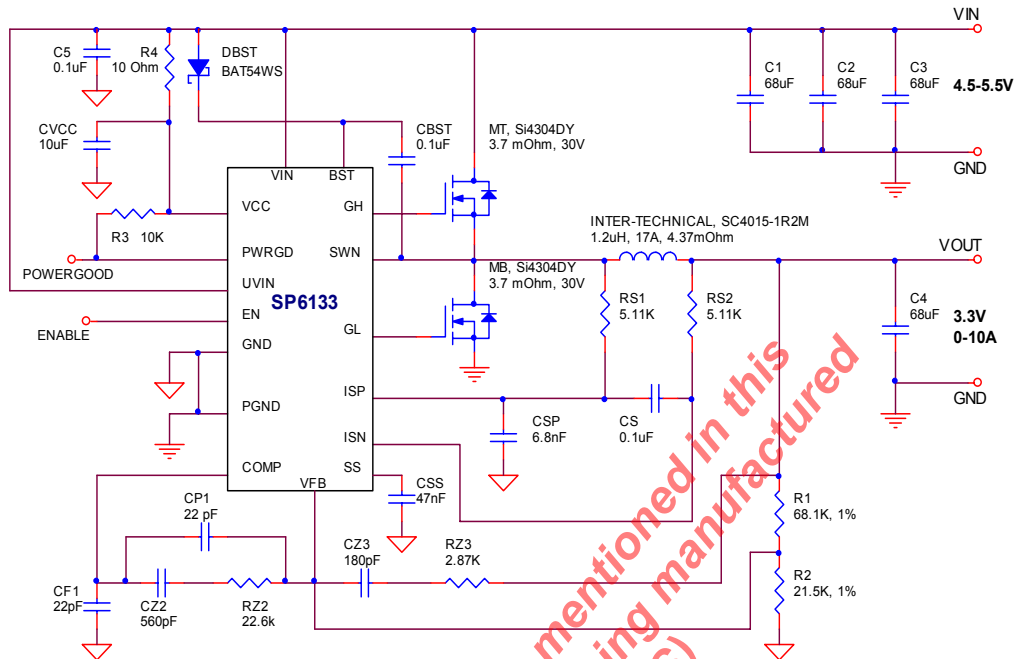 VIN
C5
0.1uF
R4
10 Ohm
DBST
BAT54WS
C1
68uF
C2
68uF
C3
68uF
4.5-5.5V
CVCC
10uF
CBST
0.1uF
MT, Si4304DY
3.7 mOhm, 30V
GND
VIN
BST
VCC
GH
R3 10K
INTER-TECHNICAL, SC4015-1R2M
1.2uH, 17A, 4.37mOhm
PWRGD
SWN
VOUT
POWERGOOD
MB, Si4304DY
3.7 mOhm, 30V
UVIN
SP6133
RS1
5.11K
RS2
5.11K
C4
68uF
3.3V
0-10A
EN
ENABLE
GL
GND
ISP
PGND
GND
CSP
6.8nF
CS
0.1uF
ISN
COMP
SS
VFB
CSS
47nF
CP1
22 pF
R1
68.1K, 1%
CZ3
180pF
RZ3
2.87K
CF1
22pF
CZ2
560pF
RZ2
22.6k
R2
21.5K, 1%
mentioned in this
ing manufactured